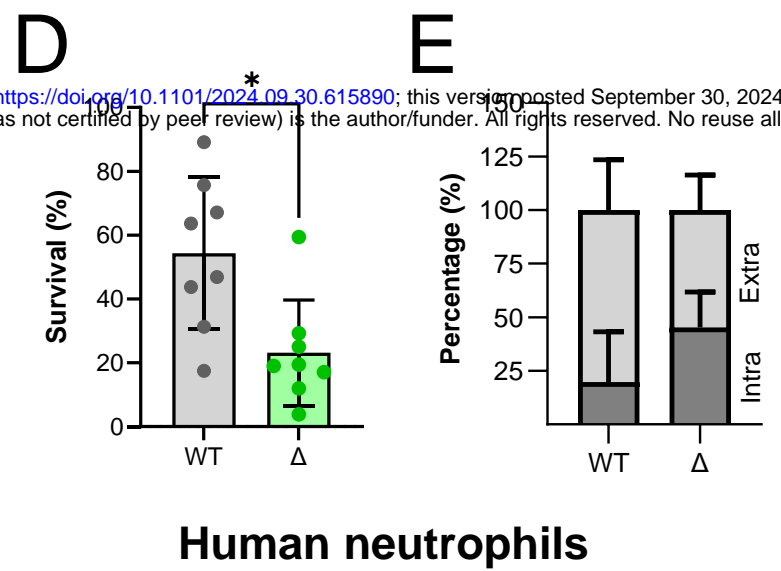 D
E
*
https://doi.org/10.1101/2024.09.30.615890; this version posted September 30, 2024
as not certified by peer review) is the author/funder. All rights reserved. No reuse all
100
80
60
40
20
0
Survival (%)
WT Δ
150
125
100
75
50
25
Percentage (%)
Extra
Intra
WT Δ
Human neutrophils